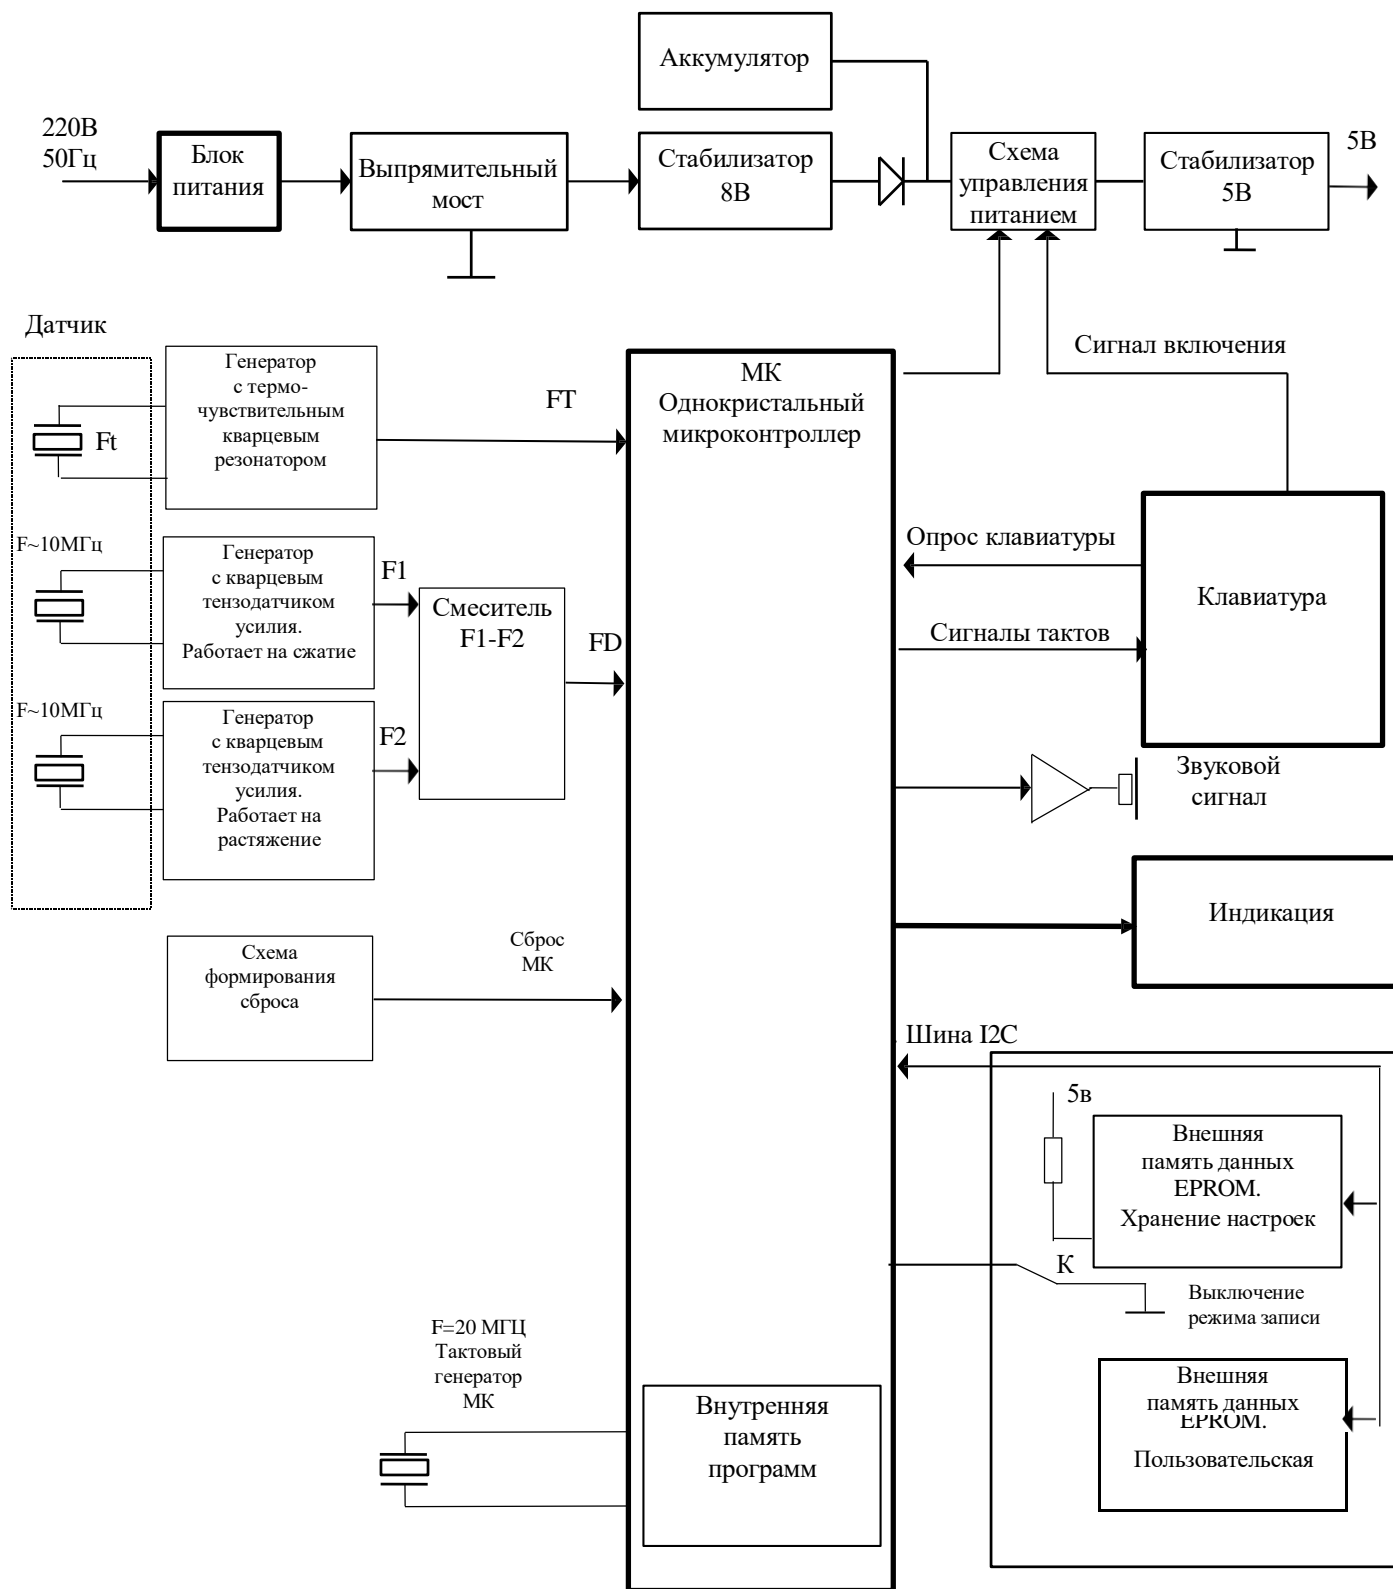 Аккумулятор
220В
50Гц
Блок
питания
Выпрямительный
мост
Стабилизатор
8В
Схема
управления
питанием
Стабилизатор
5В
5В
Датчик
Ft
Генератор
с термо-
чувствительным
кварцевым
резонатором
FT
F~10МГц
Генератор
с кварцевым
тензодатчиком
усилия.
Работает на сжатие
F1
F~10МГц
Генератор
с кварцевым
тензодатчиком
усилия.
Работает на
растяжение
F2
Смеситель
F1-F2
FD
МК
Однокристальный
микроконтроллер
Сигнал включения
Опрос клавиатуры
Сигналы тактов
Клавиатура
Звуковой
сигнал
Индикация
Схема
формирования
сброса
Сброс
МК
Шина I2C
5в
Внешняя
память данных
EPROM.
Хранение настроек
К
Выключение
режима записи
Внешняя
память данных
EPROM.
Пользовательская
F=20 МГЦ
Тактовый
генератор
МК
Внутренняя
память
программ